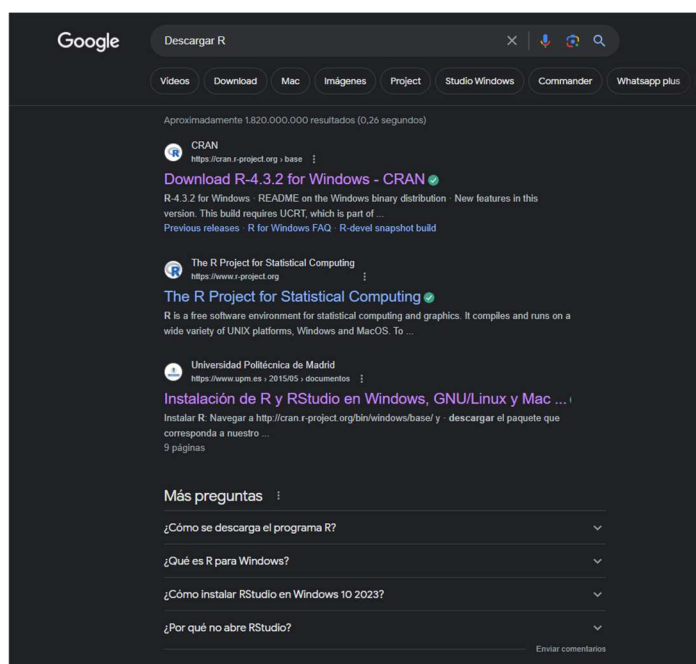 Google
Descargar R
Vídeos Download Mac Imágenes Project Studio Windows Commander Whatsapp plus
Aproximadamente 1.820.000.000 resultados (0,26 segundos)
CRAN
https://cran.r-project.org › base
Download R-4.3.2 for Windows - CRAN
R-4.3.2 for Windows · README on the Windows binary distribution · New features in this
version. This build requires UCRT, which is part of ...
Previous releases · R for Windows FAQ · R-devel snapshot build
The R Project for Statistical Computing
https://www.r-project.org
The R Project for Statistical Computing
R is a free software environment for statistical computing and graphics. It compiles and runs on a
wide variety of UNIX platforms, Windows and MacOS. To ...
Universidad Politécnica de Madrid
https://www.upm.es › 2015/05 › documentos
Instalación de R y RStudio en Windows, GNU/Linux y Mac ...
Instalar R: Navegar a http://cran.r-project.org/bin/windows/base/ y · descargar el paquete que
corresponda a nuestro ...
9 páginas
Más preguntas
¿Cómo se descarga el programa R?
¿Qué es R para Windows?
¿Cómo instalar RStudio en Windows 10 2023?
¿Por qué no abre RStudio?
Enviar comentarios